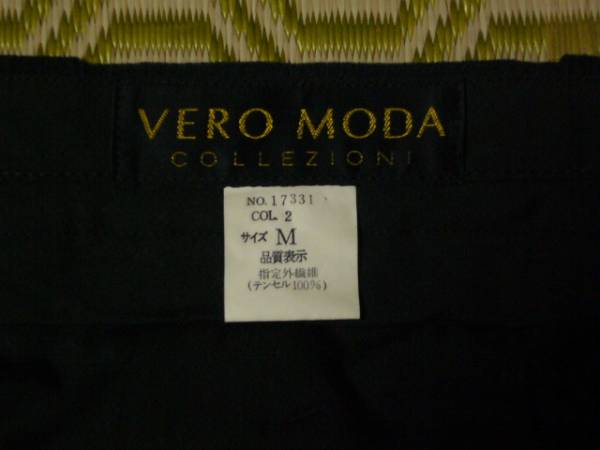 VERO MODA
COLLEZIONI
NO. 17331
COL. 2
サイズ M
品質表示
指定外繊維
(テンセル100%)